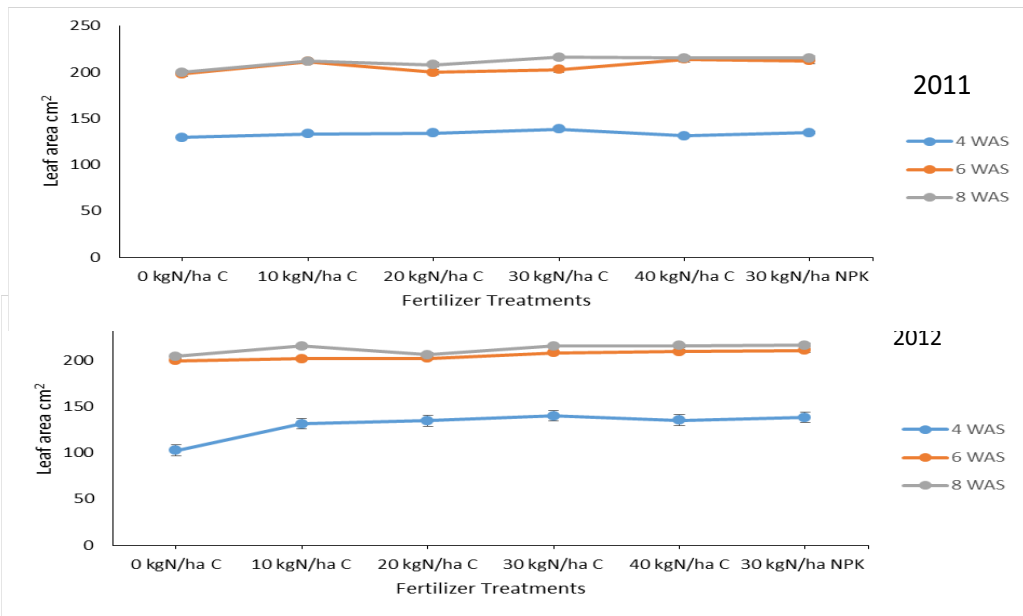 250
200
150
100
50
0
Leaf area cm²
2011
4 WAS
6 WAS
8 WAS
0 kgN/ha C 10 kgN/ha C 20 kgN/ha C 30 kgN/ha C 40 kgN/ha C 30 kgN/ha NPK
Fertilizer Treatments
2012
200
150
100
50
0
Leaf area cm²
4 WAS
6 WAS
8 WAS
0 kgN/ha C 10 kgN/ha C 20 kgN/ha C 30 kgN/ha C 40 kgN/ha C 30 kgN/ha NPK
Fertilizer Treatments